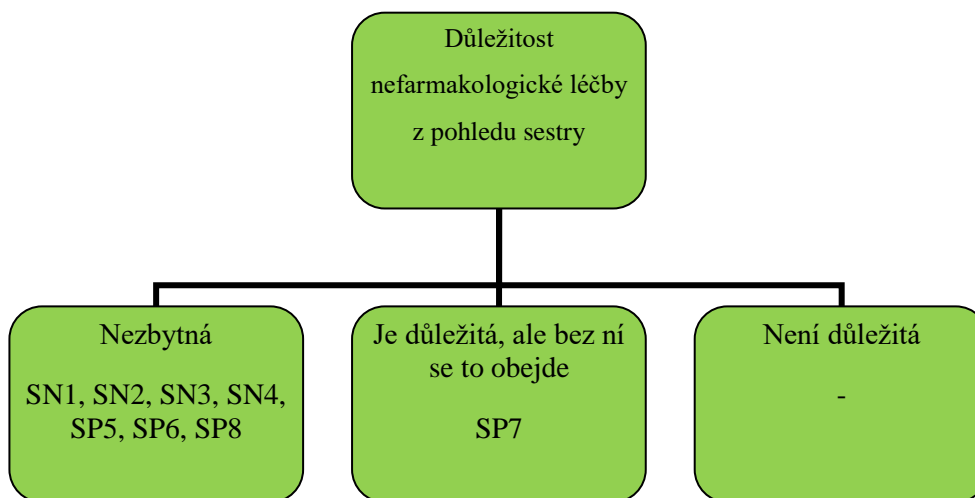 Důležitost
nefarmakologické léčby
z pohledu sestry
Nezbytná
SN1, SN2, SN3, SN4,
SP5, SP6, SP8
Je důležitá, ale bez ní
se to obejde
SP7
Není důležitá
-